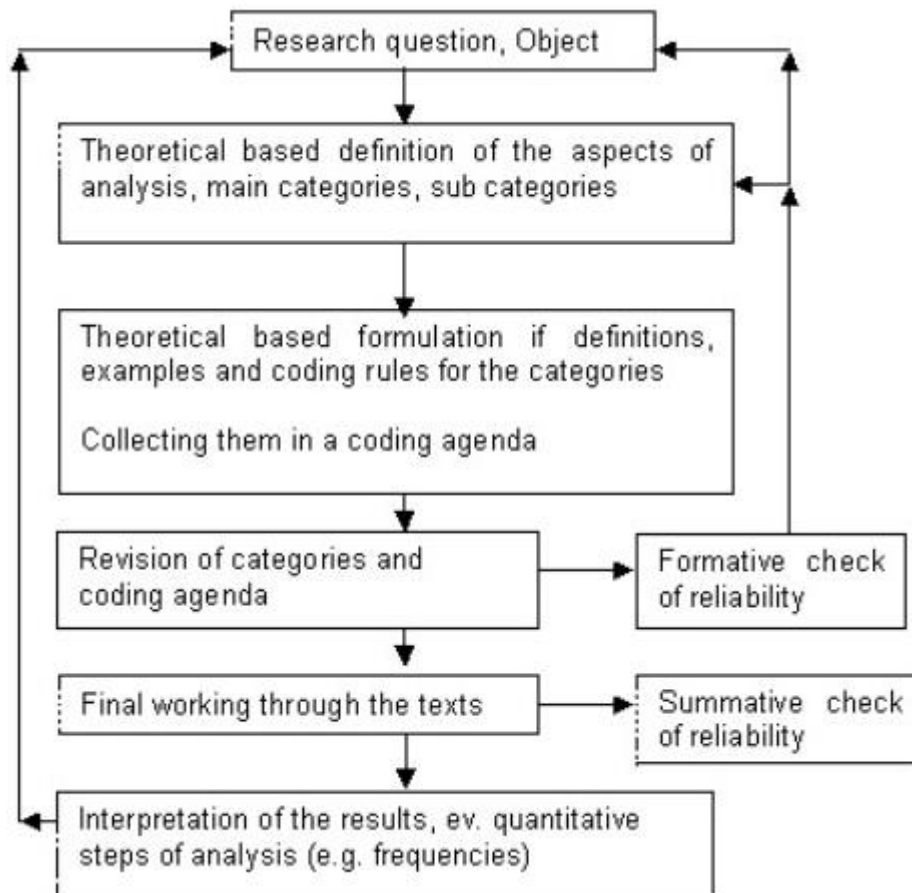 Research question, Object
Theoretical based definition of the aspects of
analysis, main categories, sub categories
Theoretical based formulation if definitions,
examples and coding rules for the categories
Collecting them in a coding agenda
Revision of categories and
coding agenda
Formative check
of reliability
Final working through the texts
Summative check
of reliability
Interpretation of the results, ev. quantitative
steps of analysis (e.g. frequencies)